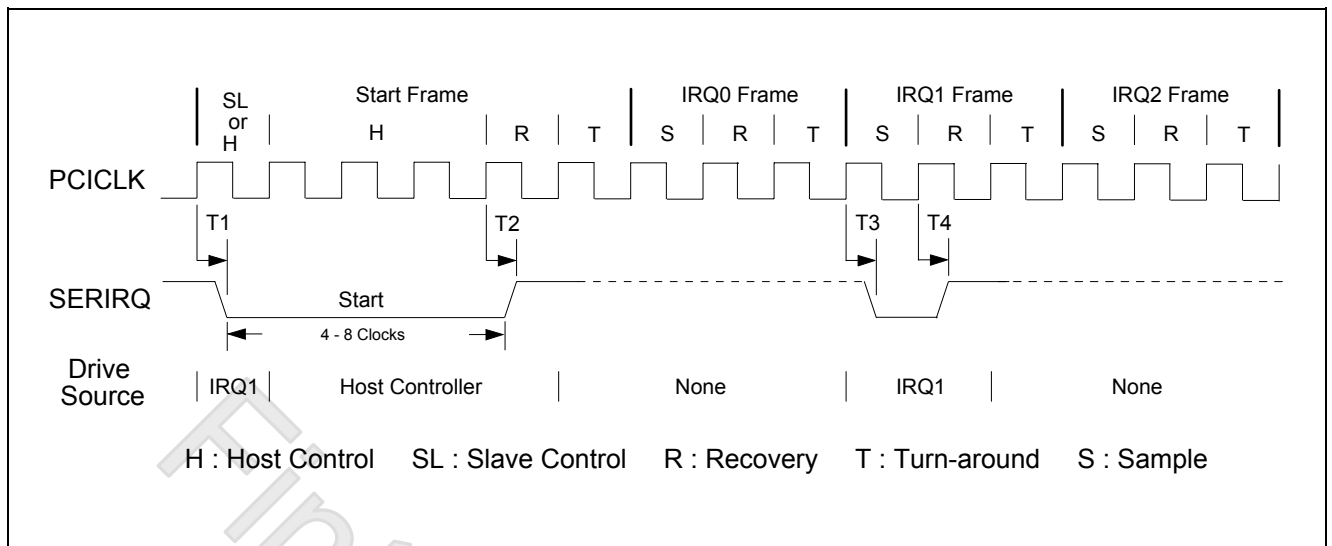 Start Frame IRQ0 Frame IRQ1 Frame IRQ2 Frame
SL
or
H
H R T S R T S R T S R T
PCICLK
T1 T2 T3 T4
SERIRQ
Start
4 - 8 Clocks
Drive
Source
IRQ1 Host Controller None IRQ1 None
H : Host Control SL : Slave Control R : Recovery T : Turn-around S : Sample